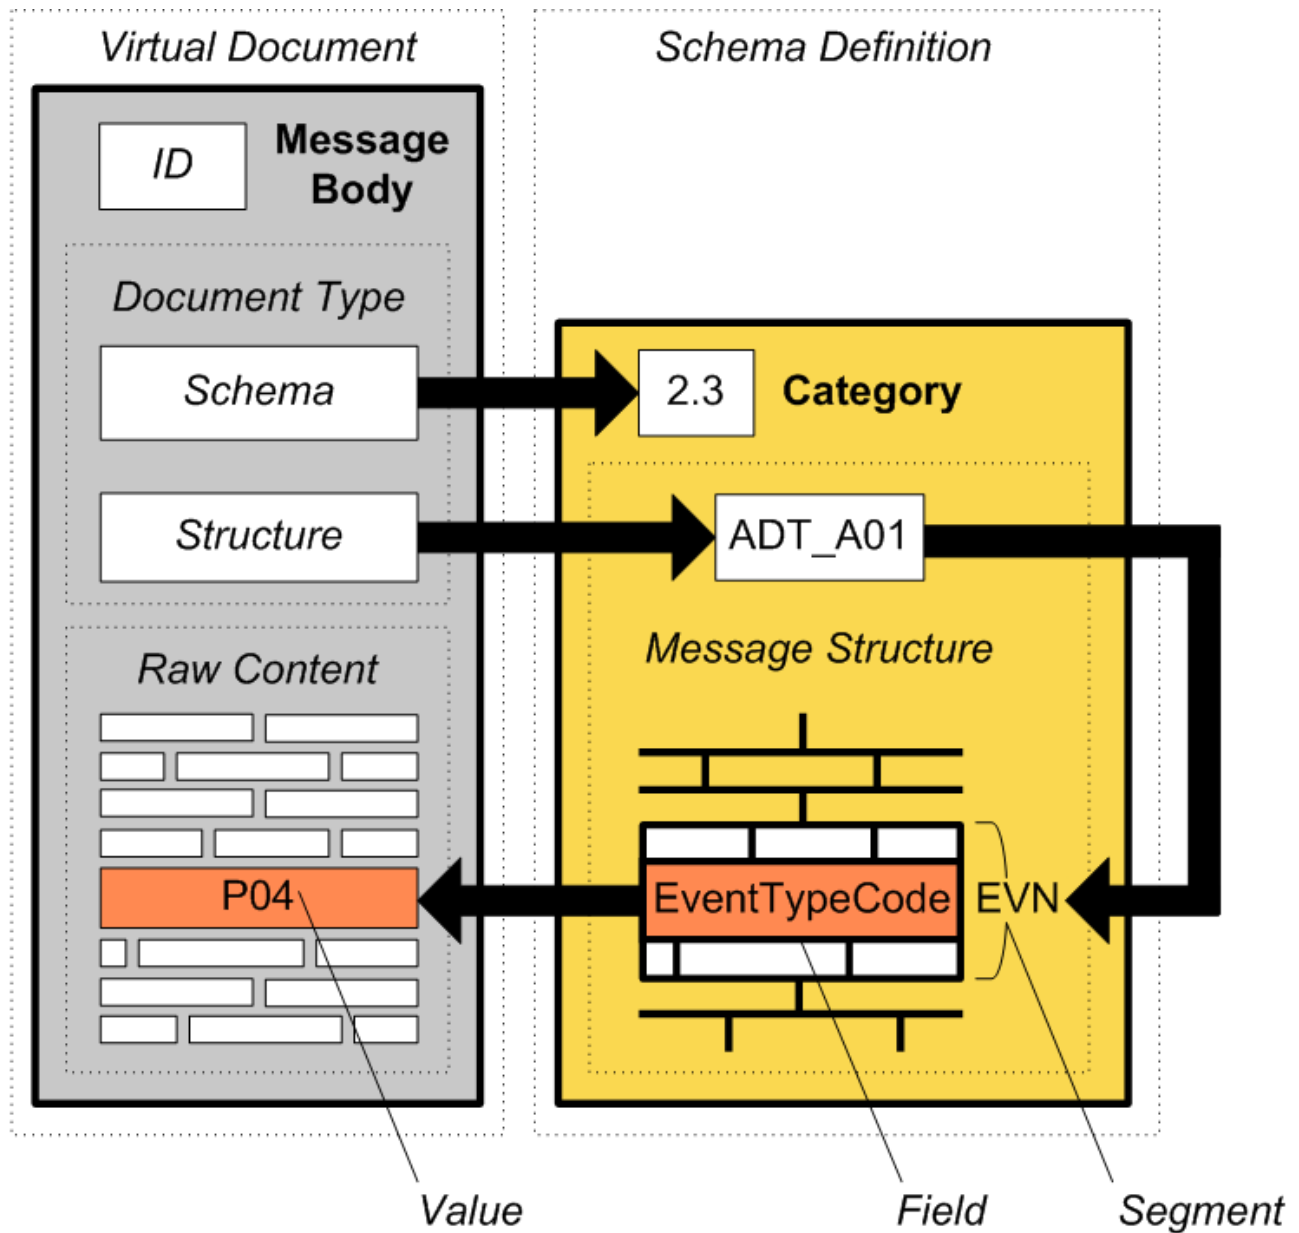 Virtual Document
ID
Message
Body
Document Type
Schema
Structure
Raw Content
P04
Value
Schema Definition
2.3
Category
ADT_A01
Message Structure
EventTypeCode
EVN
Field
Segment